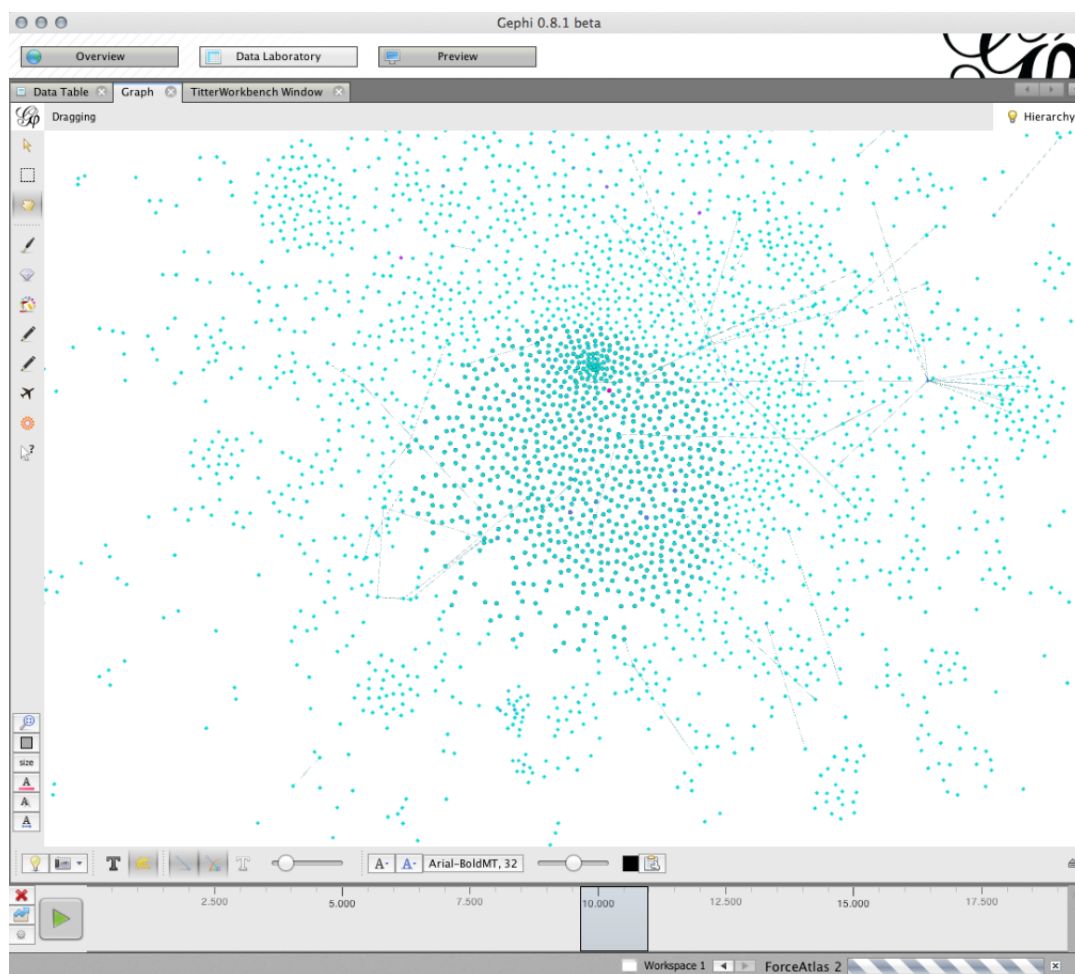 Gephi 0.8.1 beta
Overview
Data Laboratory
Preview
Data Table
Graph
TitterWorkbench Window
Dragging
Hierarchy
size
A
A
A
T
T
A-
A-
Arial-BoldMT, 32
2.500
5.000
7.500
10.000
12.500
15.000
17.500
Workspace 1
ForceAtlas 2